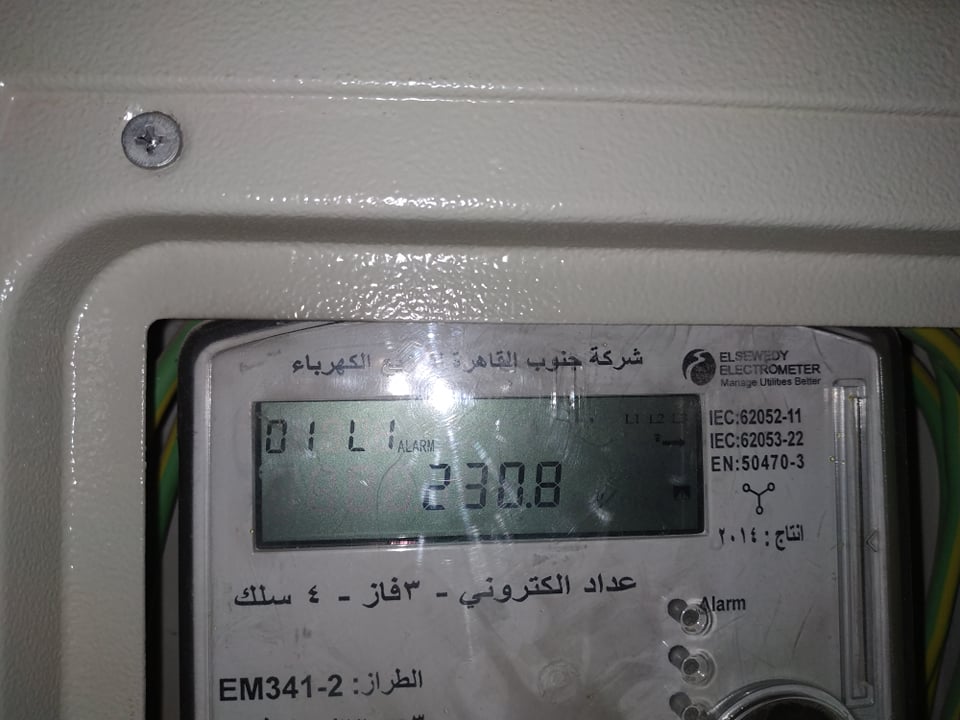 شركة جنوب القاهرة لتوزيع الكهرباء
ELSEWEDY
ELECTROMETER
Manage Utilities Better
L1 L2 L3
01 L1 ALARM
230.8 V
IEC:62052-11
IEC:62053-22
EN:50470-3
انتاج : ٢٠١٤
عداد الكتروني - ٣فاز - ٤ سلك
Alarm
الطراز: EM341-2